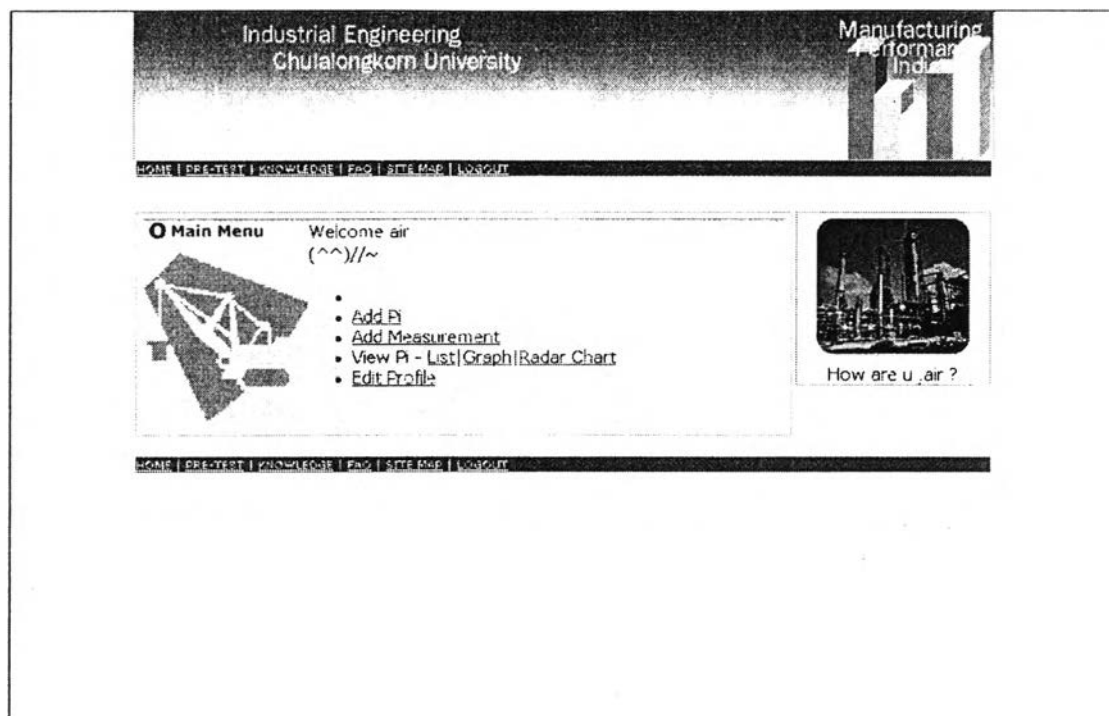 Industrial Engineering
Chulalongkorn University
Manufacturing
Performan
Indi
HOME | PRE-TEST | KNOWLEDGE | FAQ | SITE MAP | LOGOUT
Main Menu
Welcome air
(^^)//~
• Add Pi
• Add Measurement
• View Pi - List|Graph|Radar Chart
• Edit Profile
How are u ,air ?
HOME | PRE-TEST | KNOWLEDGE | FAQ | SITE MAP | LOGOUT